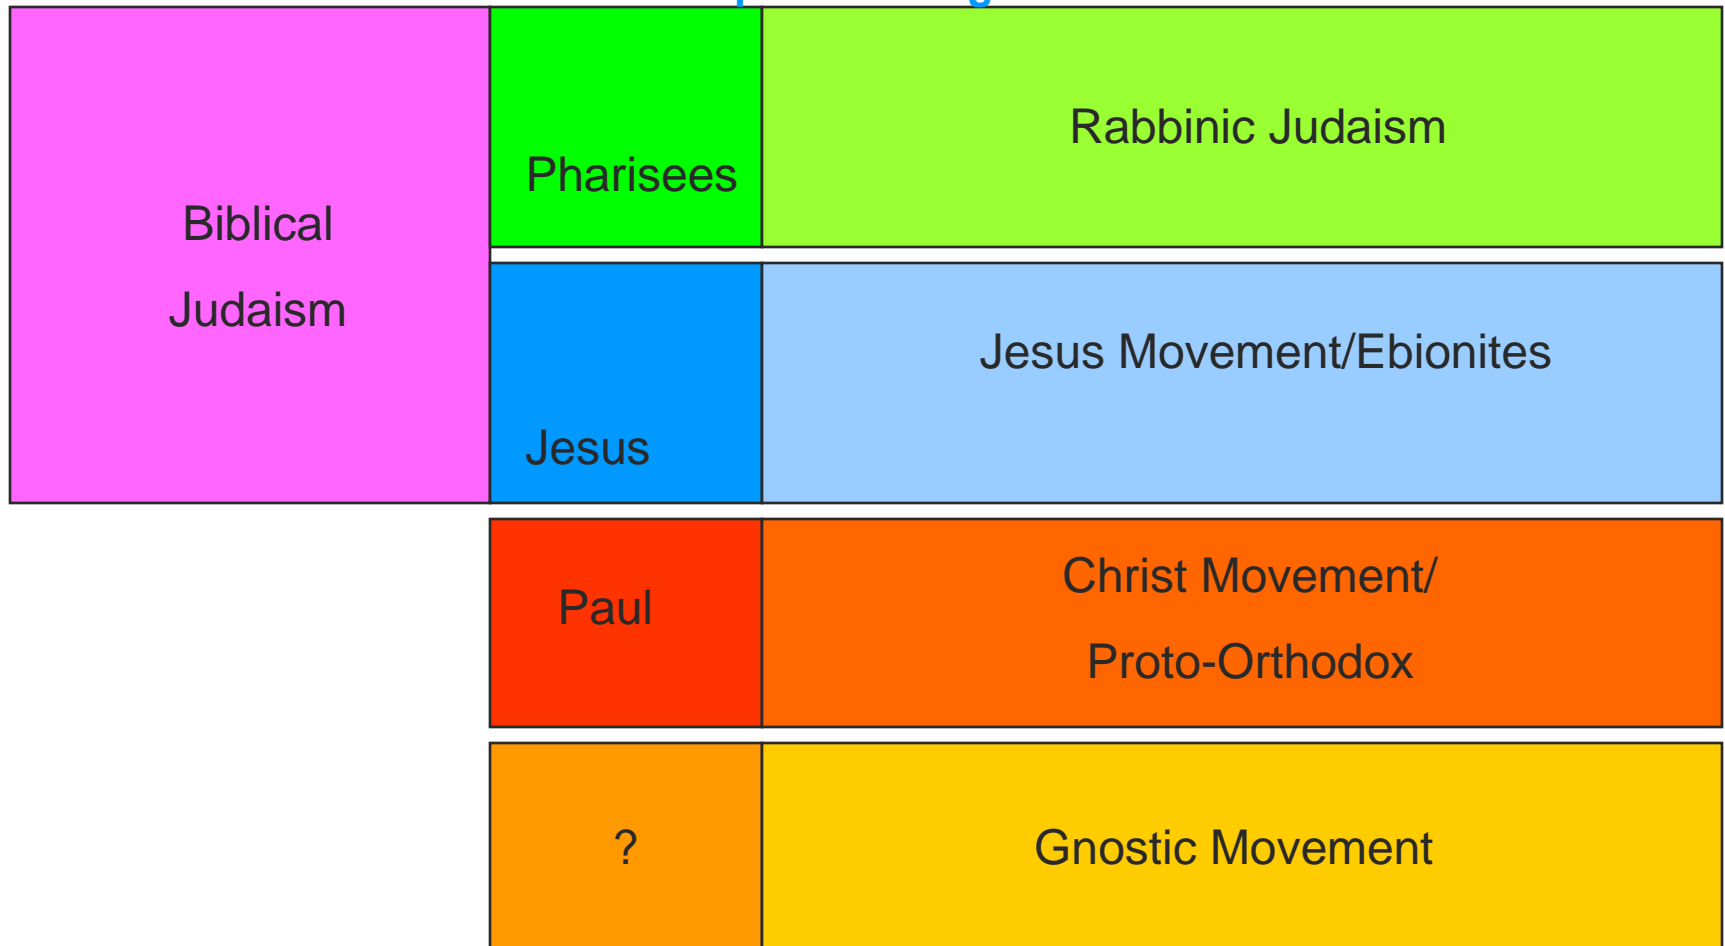 Biblical
Judaism
Pharisees
Rabbinic Judaism
Jesus
Jesus Movement/Ebionites
Paul
Christ Movement/
Proto-Orthodox
?
Gnostic Movement